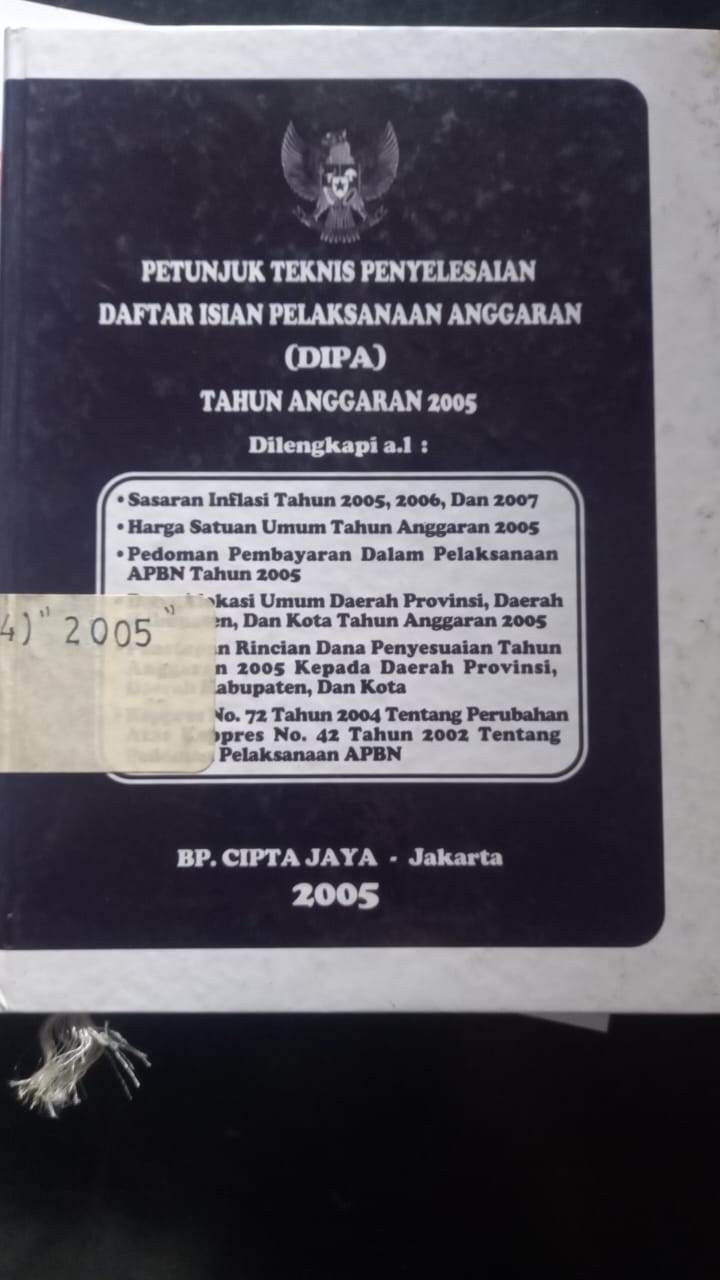 PETUNJUK TEKNIS PENYELESAIAN
DAFTAR ISIAN PELAKSANAAN ANGGARAN
(DIPA)
TAHUN ANGGARAN 2005
Dilengkapi a.l :
• Sasaran Inflasi Tahun 2005, 2006, Dan 2007
• Harga Satuan Umum Tahun Anggaran 2005
• Pedoman Pembayaran Dalam Pelaksanaan
APBN Tahun 2005
Umum Daerah Provinsi, Daerah
Dan Kota Tahun Anggaran 2005
Rincian Dana Penyesuaian Tahun
2005 Kepada Daerah Provinsi,
Kabupaten, Dan Kota
No. 72 Tahun 2004 Tentang Perubahan
Keppres No. 42 Tahun 2002 Tentang
Pelaksanaan APBN
4)" 2005 "
BP. CIPTA JAYA - Jakarta
2005